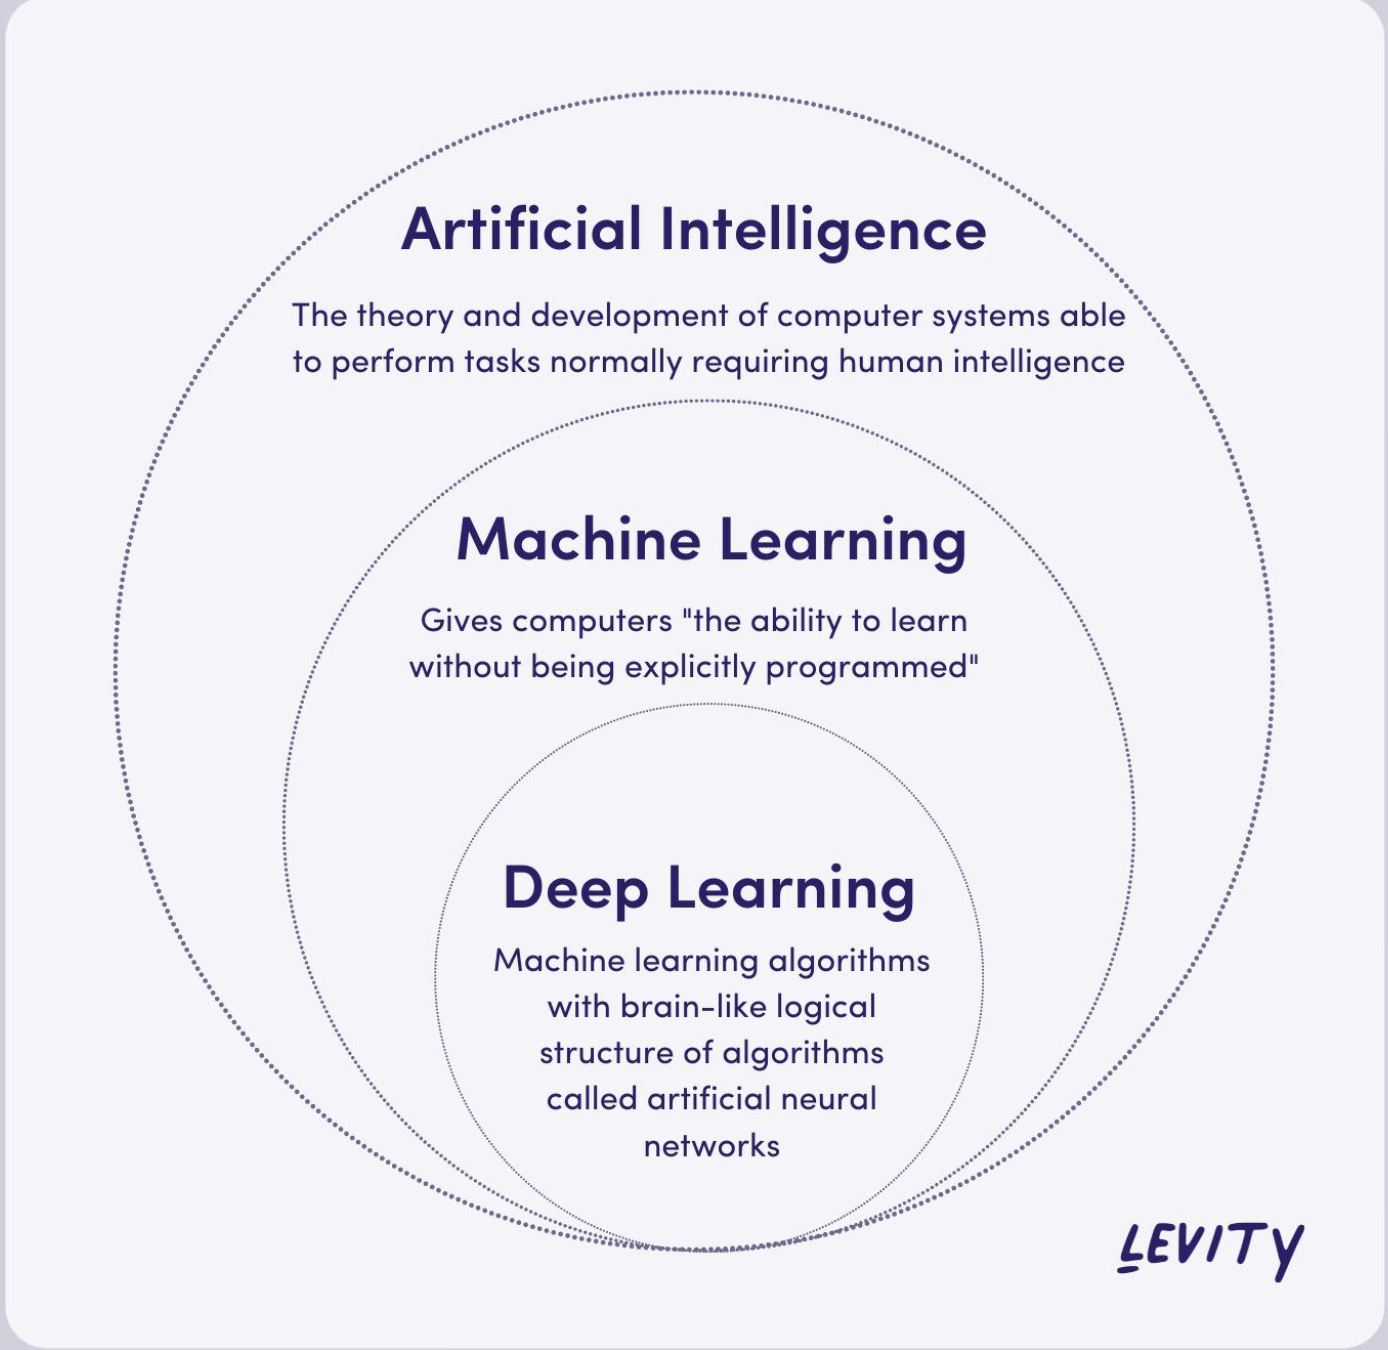 Artificial Intelligence
The theory and development of computer systems able
to perform tasks normally requiring human intelligence
Machine Learning
Gives computers "the ability to learn
without being explicitly programmed"
Deep Learning
Machine learning algorithms
with brain-like logical
structure of algorithms
called artificial neural
networks
LEVITY